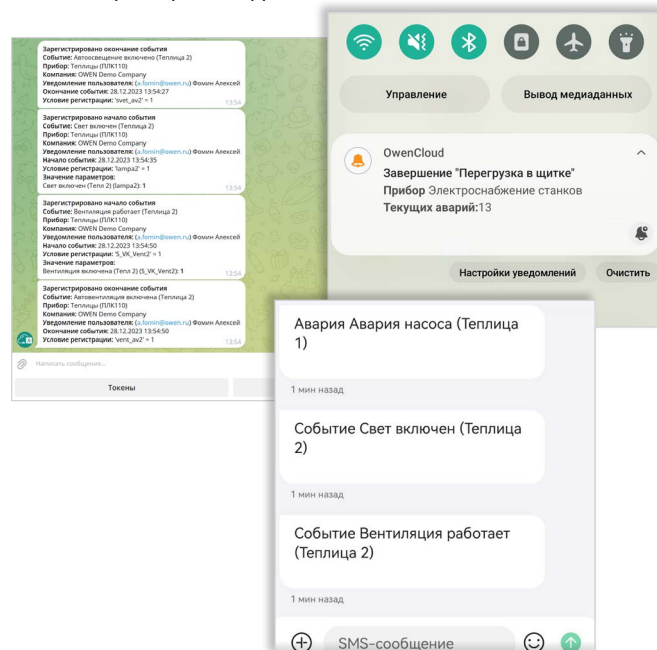 Зарегистрировано окончание события
Событие: Автоосвещение включено (Теплица 2)
Прибор: Теплицы (ПЛК110)
Компания: OWEN Demo Company
Уведомление пользователя: (a.fomin@owen.ru) Фомин Алексей
Окончание события: 28.12.2023 13:54:27
Условие регистрации: 'svet_av2' = 1
13:54
Зарегистрировано начало события
Событие: Свет включен (Теплица 2)
Прибор: Теплицы (ПЛК110)
Компания: OWEN Demo Company
Уведомление пользователя: (a.fomin@owen.ru) Фомин Алексей
Начало события: 28.12.2023 13:54:35
Условие регистрации: 'lampa2' = 1
Значение параметров:
Свет включен (Тепл 2) (lampa2): 1
13:54
Зарегистрировано начало события
Событие: Вентиляция работает (Теплица 2)
Прибор: Теплицы (ПЛК110)
Компания: OWEN Demo Company
Уведомление пользователя: (a.fomin@owen.ru) Фомин Алексей
Начало события: 28.12.2023 13:54:50
Условие регистрации: 'S_VK_Vent2' = 1
Значение параметров:
Вентиляция включена (Тепл 2) (S_VK_Vent2): 1
13:54
Зарегистрировано окончание события
Событие: Автовентиляция включена (Теплица 2)
Прибор: Теплицы (ПЛК110)
Компания: OWEN Demo Company
Уведомление пользователя: (a.fomin@owen.ru) Фомин Алексей
Окончание события: 28.12.2023 13:54:50
Условие регистрации: 'vent_av2' = 1
13:54
Написать сообщение...
Токены
Управление
Вывод медиаданных
OwenCloud
Завершение "Перегрузка в щитке"
Прибор Электроснабжение станков
Текущих аварий:13
Настройки уведомлений
Очистить
Авария Авария насоса (Теплица
1)
1 мин назад
Событие Свет включен (Теплица
2)
1 мин назад
Событие Вентиляция работает
(Теплица 2)
1 мин назад
SMS-сообщение